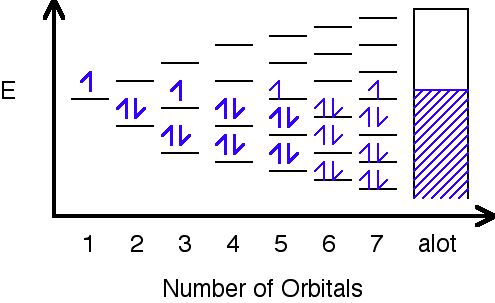 E
1 2 3 4 5 6 7 alot
Number of Orbitals